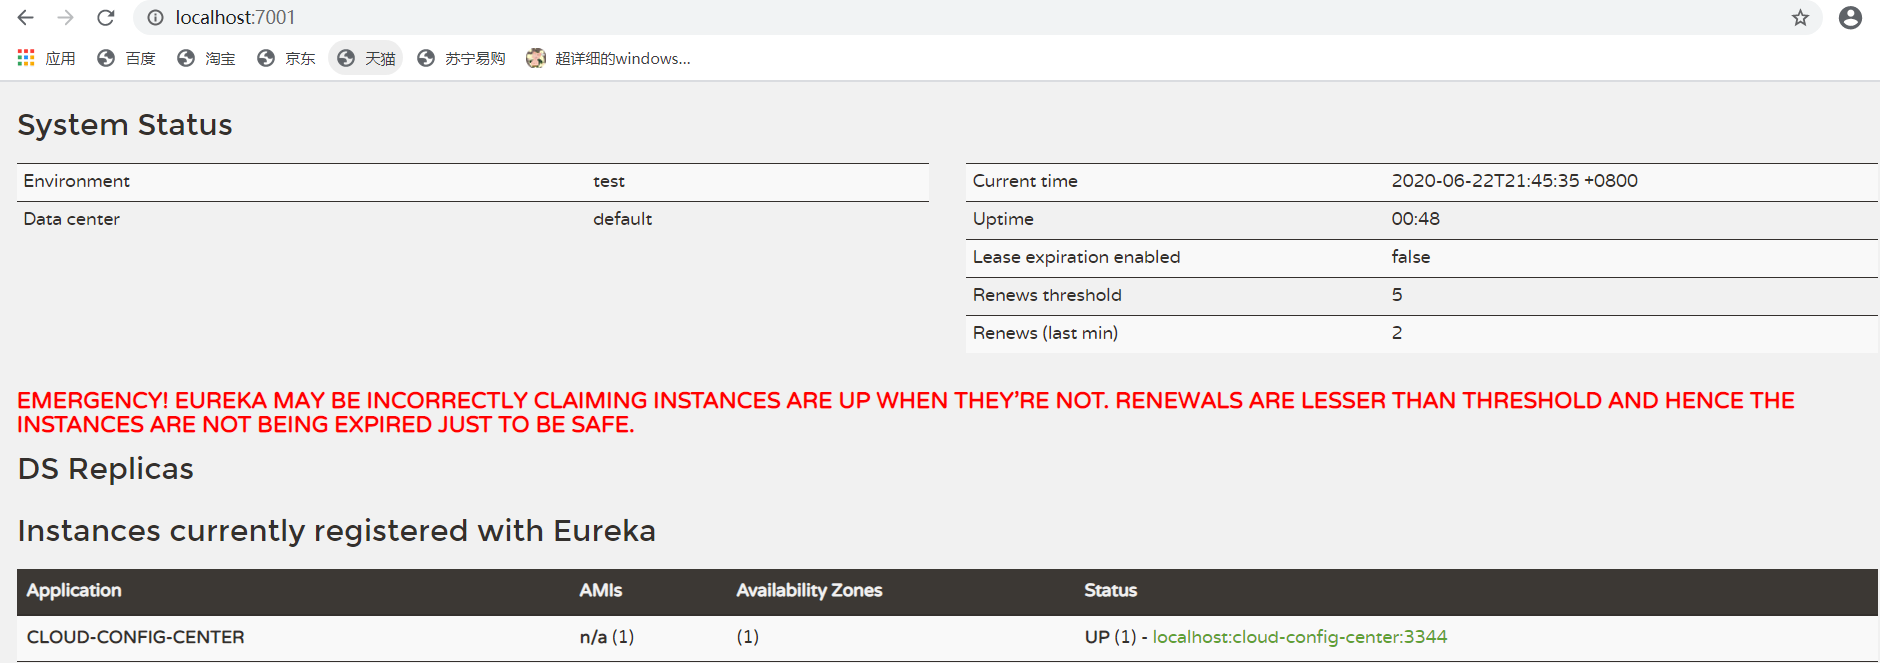 localhost:7001
应用 百度 淘宝 京东 天猫 苏宁易购 超详细的windows...
System Status
Environment test
Data center default
Current time 2020-06-22T21:45:35 +0800
Uptime 00:48
Lease expiration enabled false
Renews threshold 5
Renews (last min) 2
EMERGENCY! EUREKA MAY BE INCORRECTLY CLAIMING INSTANCES ARE UP WHEN THEY'RE NOT. RENEWALS ARE LESSER THAN THRESHOLD AND HENCE THE
INSTANCES ARE NOT BEING EXPIRED JUST TO BE SAFE.
DS Replicas
Instances currently registered with Eureka
Application AMIs Availability Zones Status
CLOUD-CONFIG-CENTER n/a (1) (1) UP (1) - localhost:cloud-config-center:3344